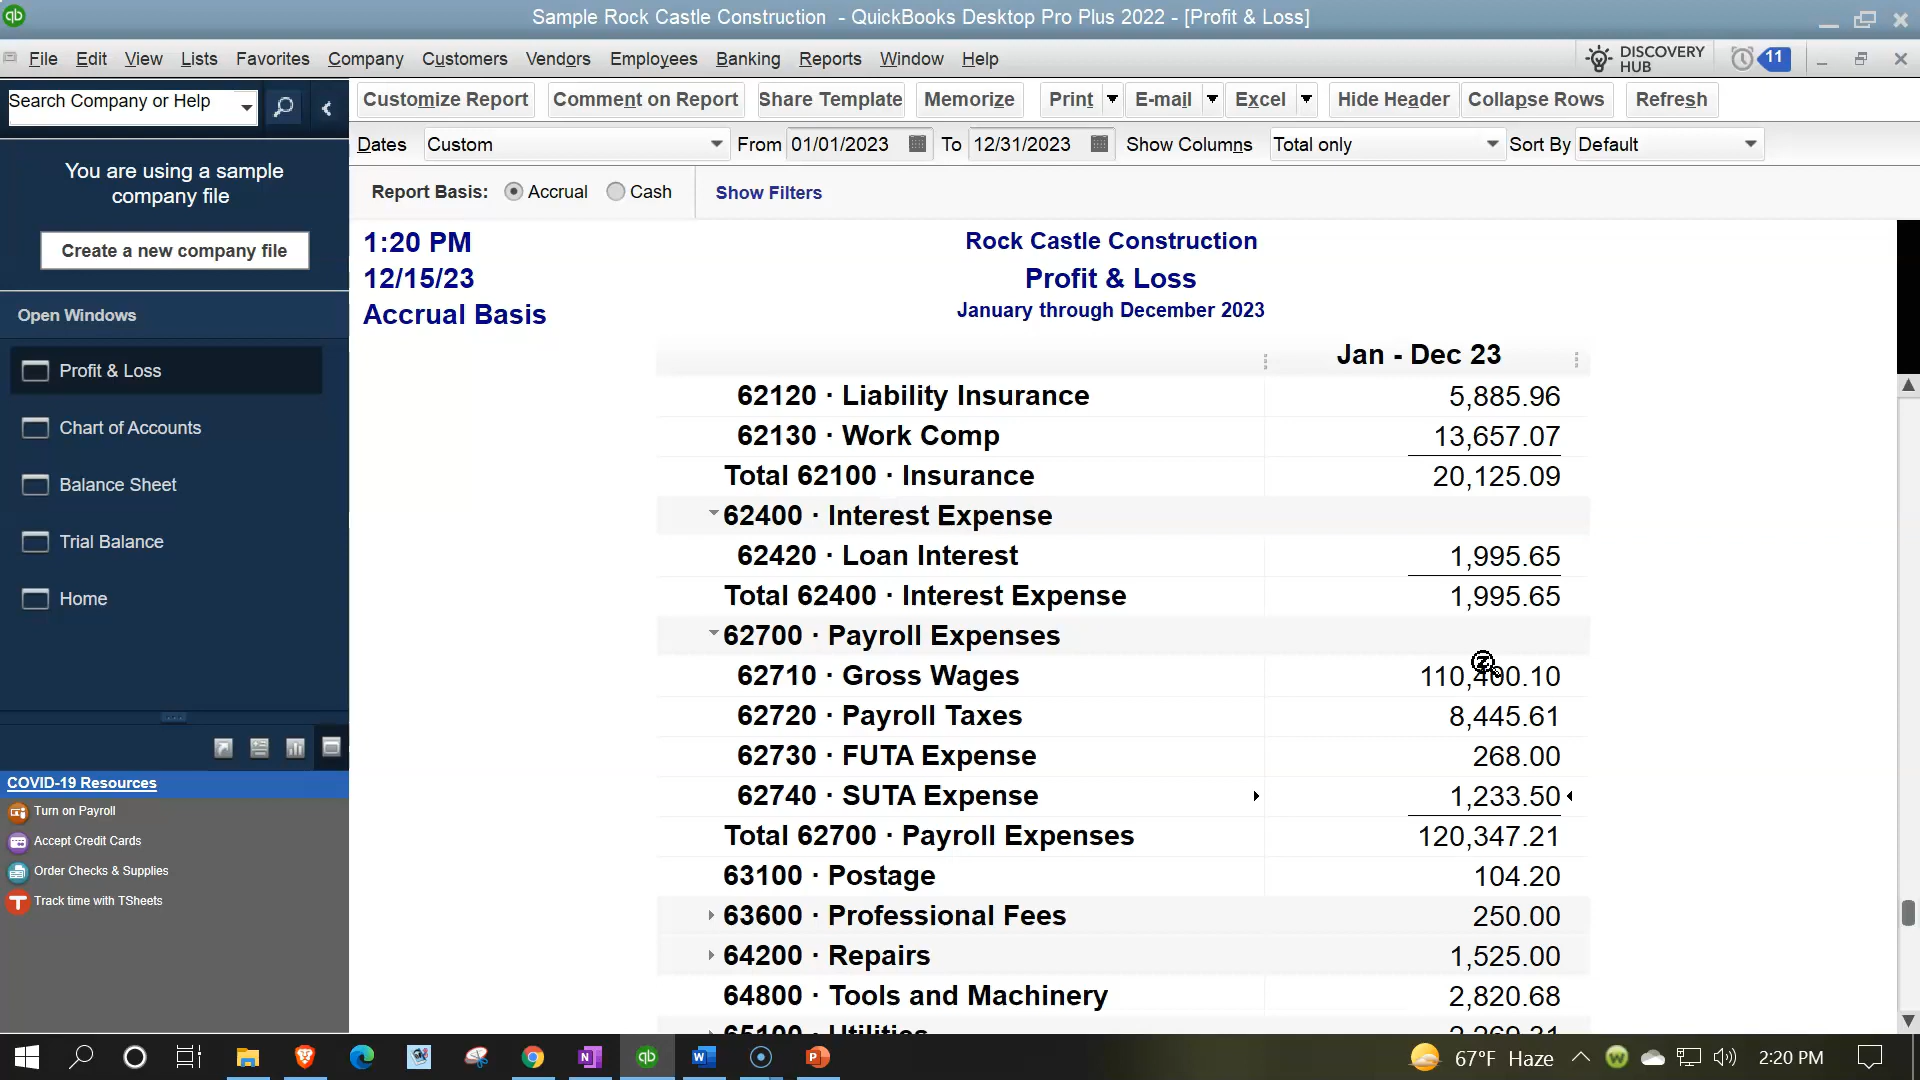 qb Sample Rock Castle Construction - QuickBooks Desktop Pro Plus 2022 - [Profit & Loss]
File Edit View Lists Favorites Company Customers Vendors Employees Banking Reports Window Help DISCOVERY HUB 11
Search Company or Help
Customize Report Comment on Report Share Template Memorize Print E-mail Excel Hide Header Collapse Rows Refresh
Dates Custom From 01/01/2023 To 12/31/2023 Show Columns Total only Sort By Default
Report Basis: Accrual Cash Show Filters
You are using a sample
company file
Create a new company file
Open Windows
Profit & Loss
Chart of Accounts
Balance Sheet
Trial Balance
Home
COVID-19 Resources
Turn on Payroll
Accept Credit Cards
Order Checks & Supplies
Track time with TSheets
1:20 PM
12/15/23
Accrual Basis
Rock Castle Construction
Profit & Loss
January through December 2023
Jan - Dec 23
62120 · Liability Insurance 5,885.96
62130 · Work Comp 13,657.07
Total 62100 · Insurance 20,125.09
62400 · Interest Expense
62420 · Loan Interest 1,995.65
Total 62400 · Interest Expense 1,995.65
62700 · Payroll Expenses
62710 · Gross Wages 110,400.10
62720 · Payroll Taxes 8,445.61
62730 · FUTA Expense 268.00
62740 · SUTA Expense 1,233.50
Total 62700 · Payroll Expenses 120,347.21
63100 · Postage 104.20
63600 · Professional Fees 250.00
64200 · Repairs 1,525.00
64800 · Tools and Machinery 2,820.68
65100 · Utilities
67°F Haze 2:20 PM